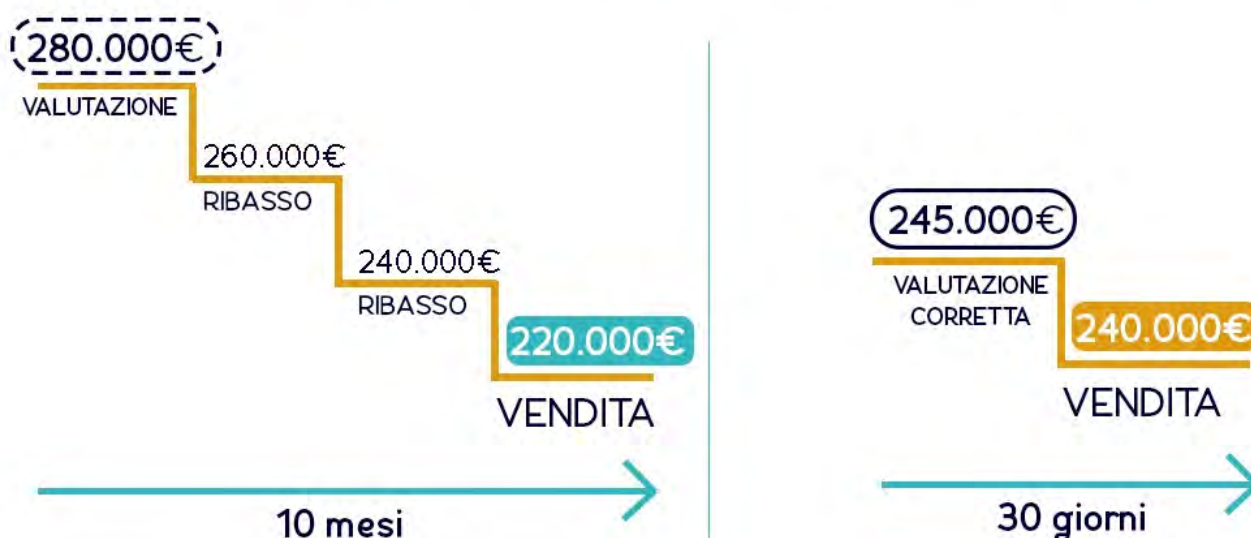 280.000€
VALUTAZIONE
260.000€
RIBASSO
240.000€
RIBASSO
220.000€
VENDITA
10 mesi
245.000€
VALUTAZIONE
CORRETTA
240.000€
VENDITA
30 giorni